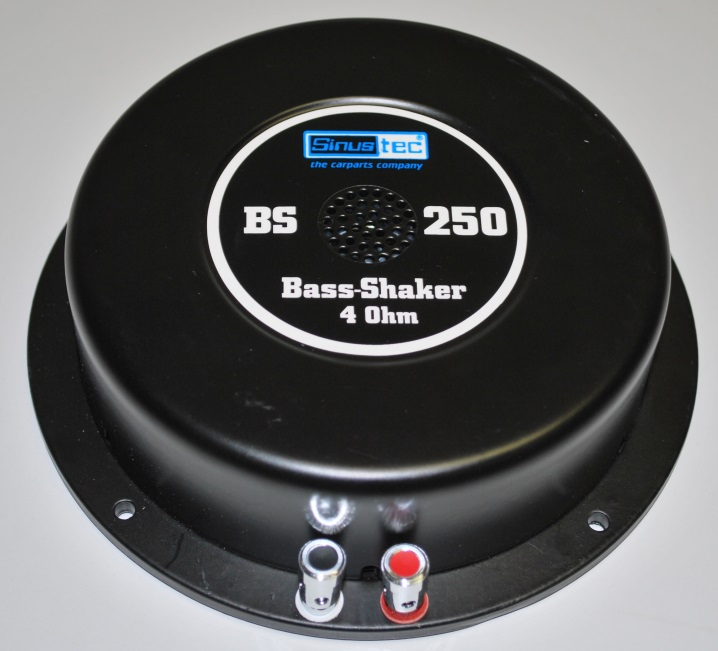 Sinustec®
the carparts company
BS 250
Bass-Shaker
4 Ohm